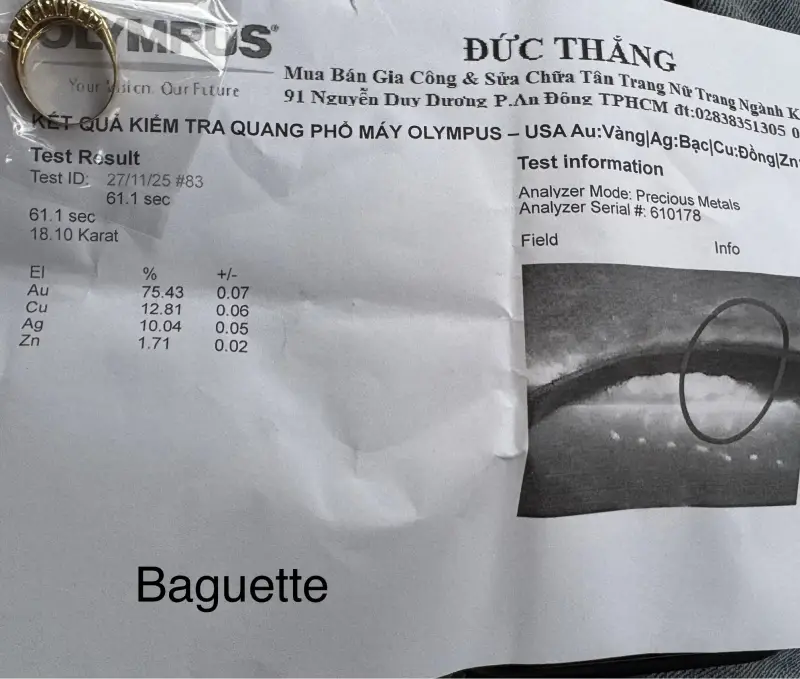 OLYMPUS®
Your Vision, Our Future
ĐỨC THẮNG
Mua Bán Gia Công & Sửa Chữa Tân Trang Nữ Trang Ngành K
91 Nguyễn Duy Dương P.An Đông TPHCM đt:02838351305 0
KẾT QUẢ KIỂM TRA QUANG PHỔ MÁY OLYMPUS – USA Au:Vàng|Ag:Bạc|Cu:Đồng|Zn:
Test Result
Test ID: 27/11/25 #83
61.1 sec
61.1 sec
18.10 Karat
El % +/-
Au 75.43 0.07
Cu 12.81 0.06
Ag 10.04 0.05
Zn 1.71 0.02
Test information
Analyzer Mode: Precious Metals
Analyzer Serial #: 610178
Field Info
Baguette